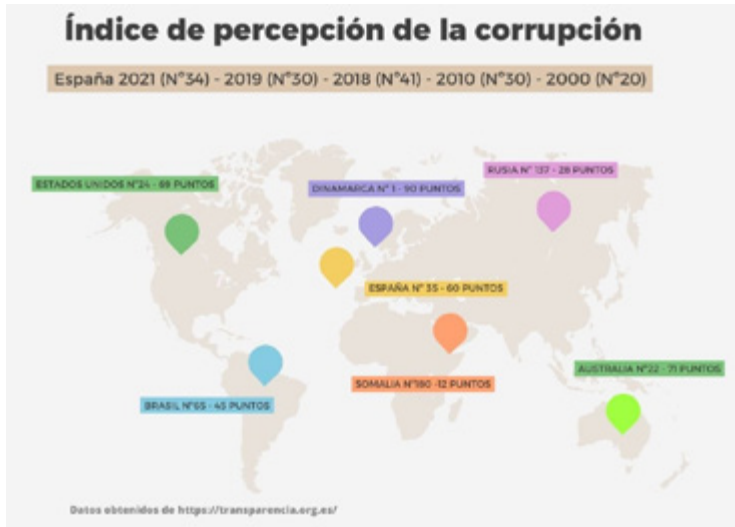 Índice de percepción de la corrupción
España 2021 (N°34) - 2019 (N°30) - 2018 (N°41) - 2010 (N°30) - 2000 (N°20)
RUSIA N° 137 - 28 PUNTOS
ESTADOS UNIDOS N°24 - 69 PUNTOS
DINAMARCA N° 1 - 90 PUNTOS
ESPAÑA N° 35 - 60 PUNTOS
AUSTRALIA N°22 - 71 PUNTOS
SOMALIA N°180 -12 PUNTOS
BRASIL N°65 - 45 PUNTOS
Datos obtenidos de https://transparencia.org.es/